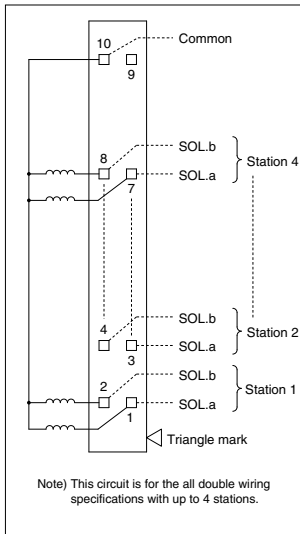 10
Common
9
8
SOL.b
SOL.a
Station 4
7
4
SOL.b
SOL.a
Station 2
3
2
SOL.b
SOL.a
Station 1
1
Triangle mark
Note) This circuit is for the all double wiring
specifications with up to 4 stations.